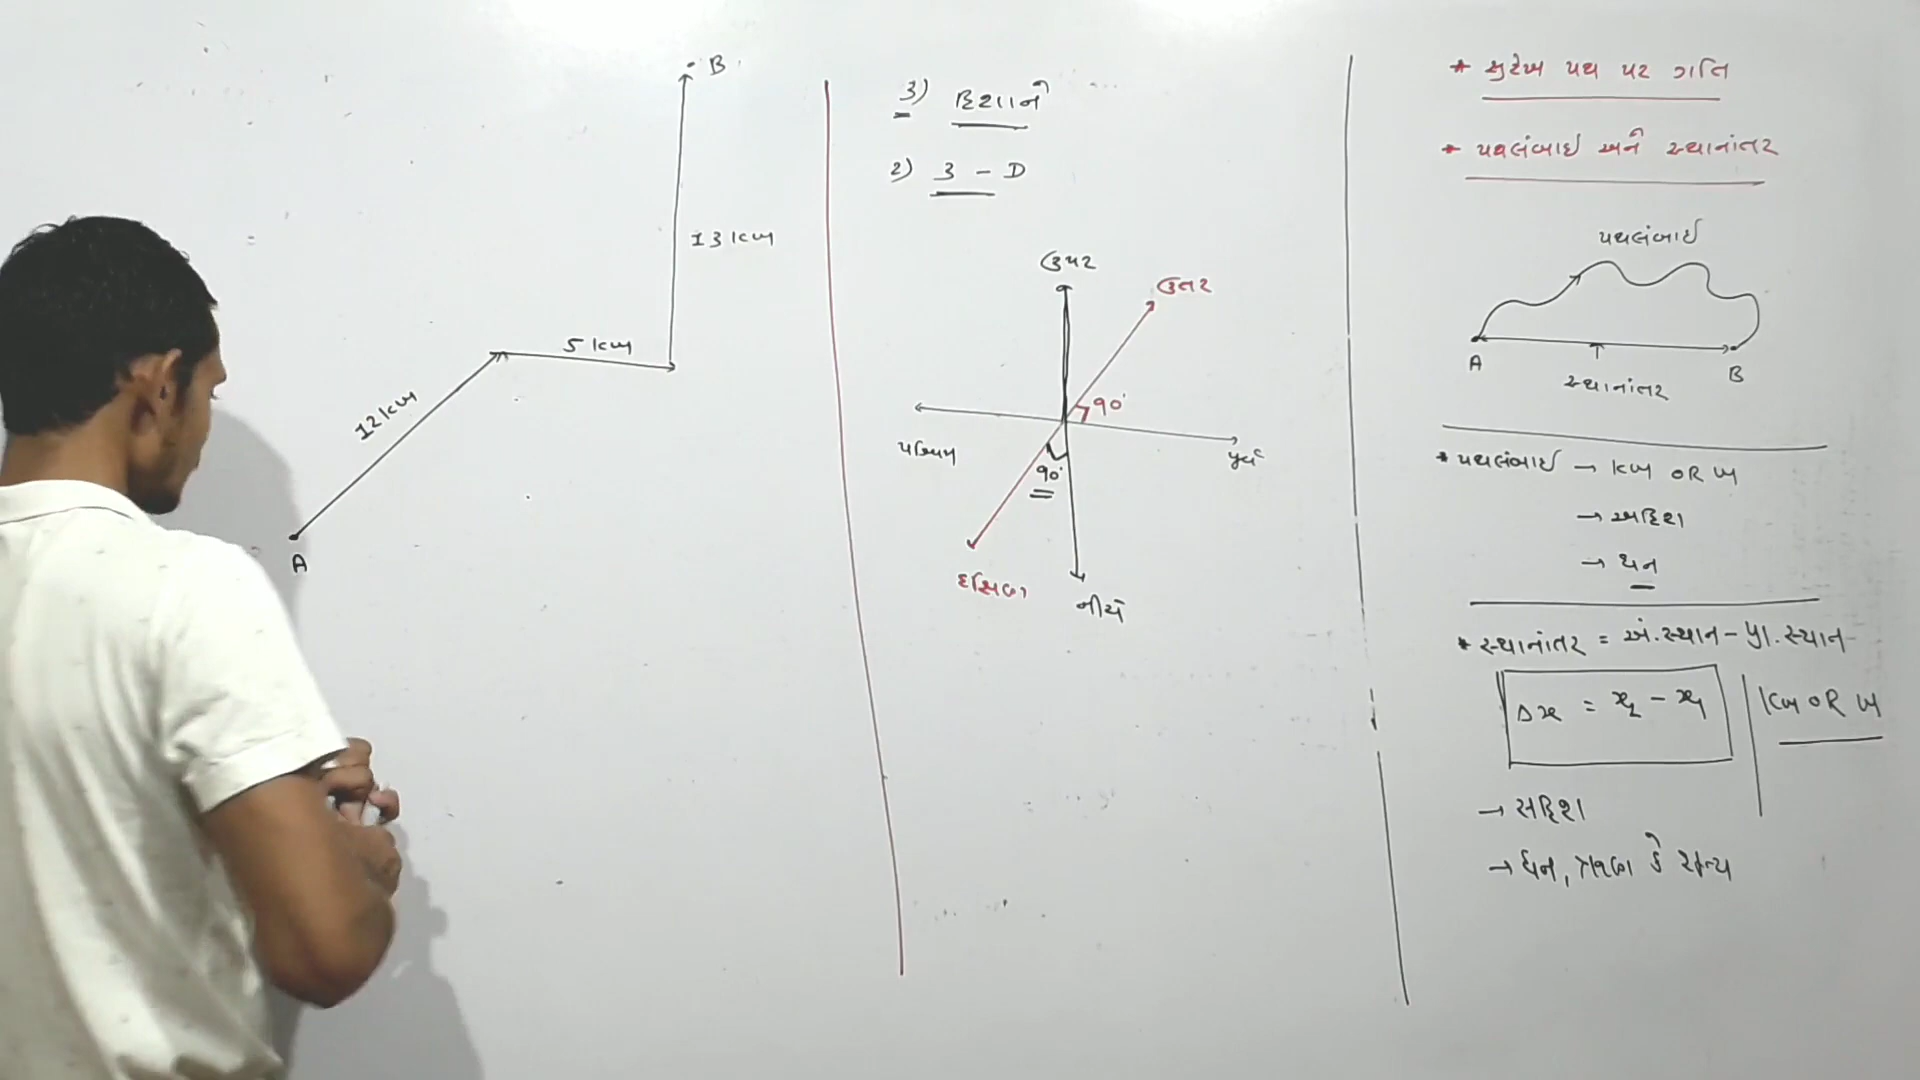 B
13 km
5 km
12 km
A
3) દિશાને
2) 3 - D
ઉપર
ઉત્તર
90°
પશ્ચિમ
પુર્વ
90°
દક્ષિણ
નીચે
* સુરેખ પથ પર ગતિ
* પથલંબાઈ અને સ્થાનાંતર
પથલંબાઈ
A
B
સ્થાનાંતર
* પથલંબાઈ → km OR m
→ અદિશ
→ ધન
* સ્થાનાંતર = અં.સ્થાન - પ્રા.સ્થાન
Δx = x₂ - x₁ | km OR m
→ સદિશ
→ ધન, ઋણ કે શૂન્ય